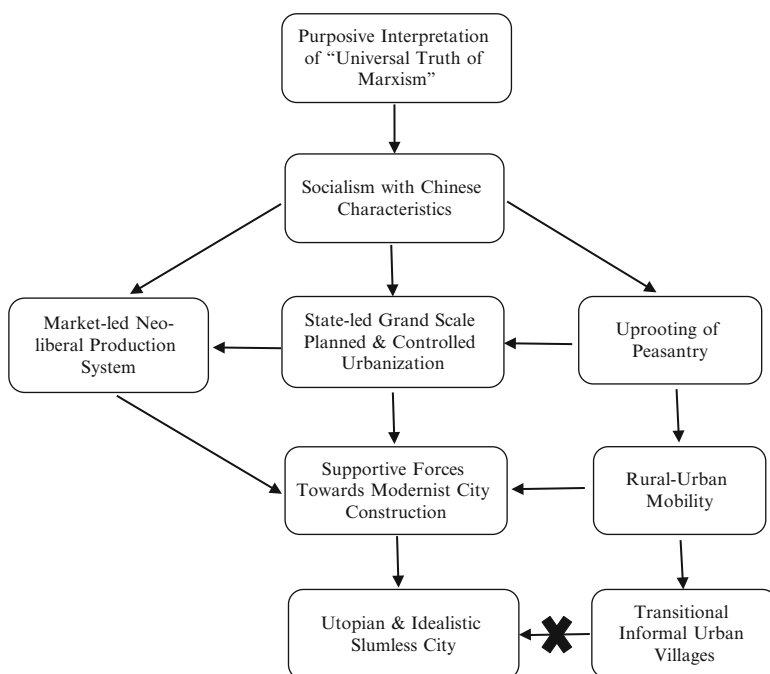 Purposive Interpretation
of “Universal Truth of
Marxism”
Socialism with Chinese
Characteristics
Market-led Neo-
liberal Production
System
State-led Grand Scale
Planned & Controlled
Urbanization
Uprooting of
Peasantry
Supportive Forces
Towards Modernist City
Construction
Rural-Urban
Mobility
Utopian & Idealistic
Slumless City
Transitional
Informal Urban
Villages